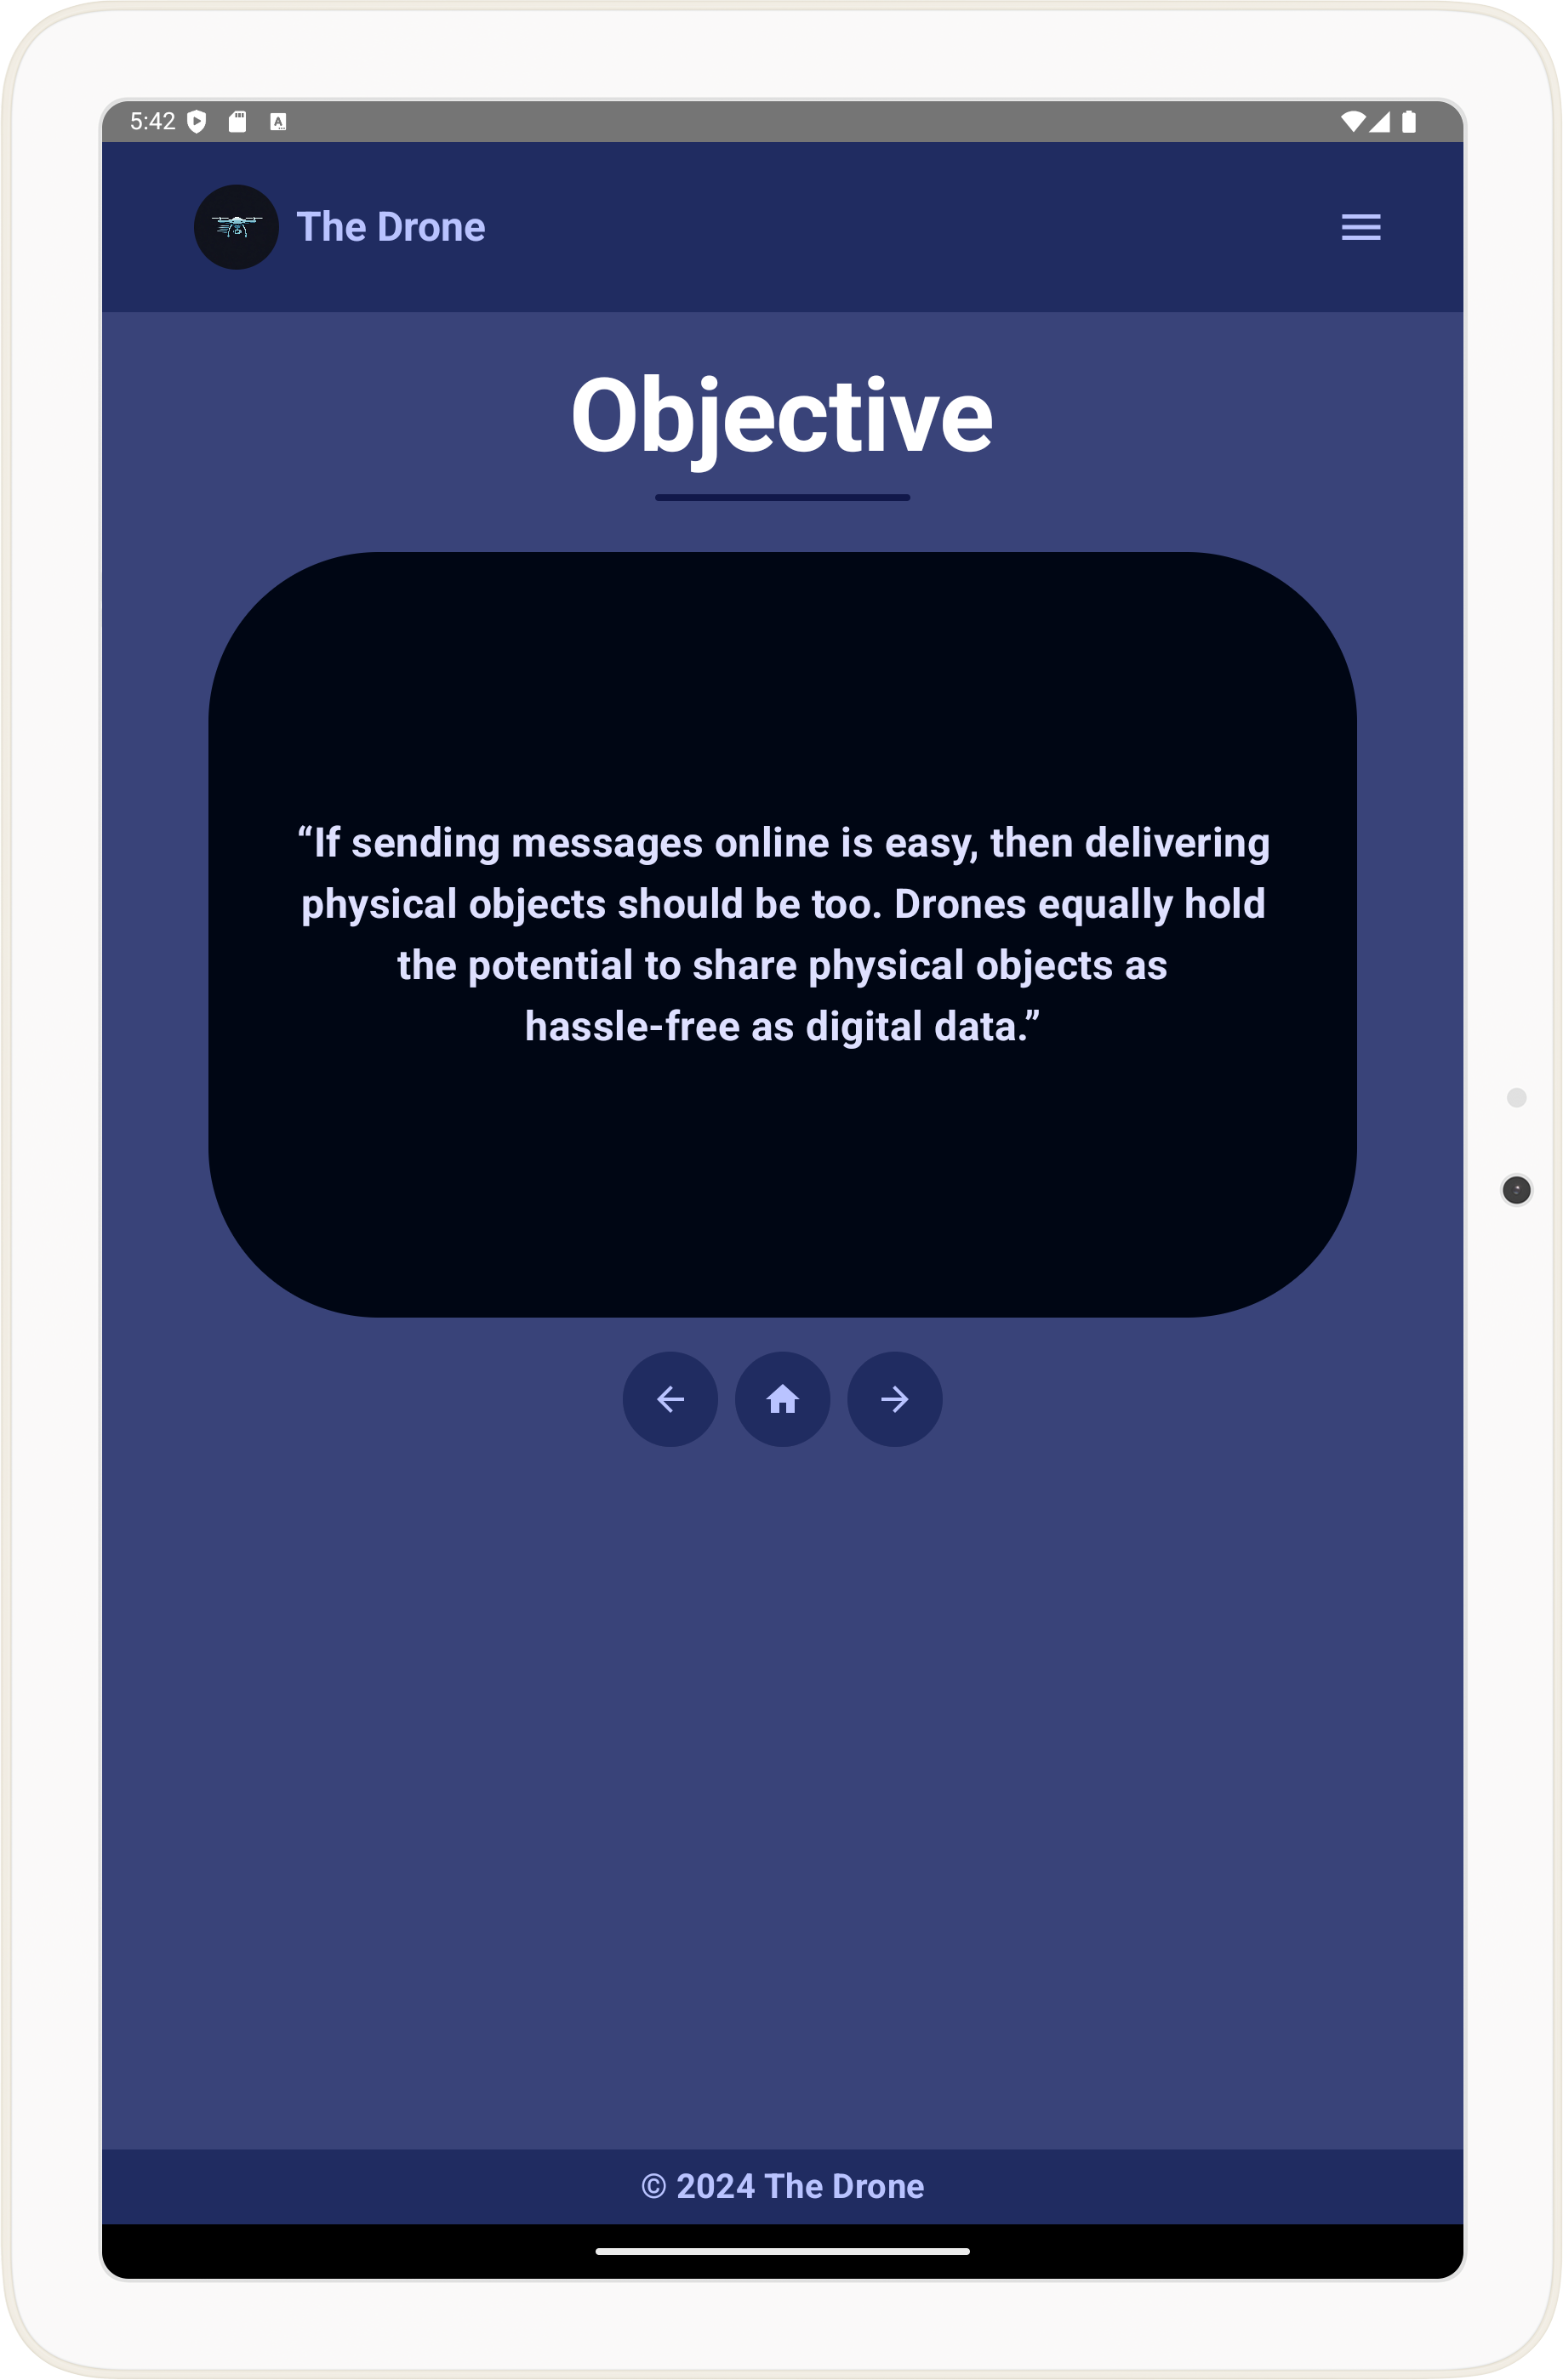 5:42
The Drone
Objective
“If sending messages online is easy, then delivering
physical objects should be too. Drones equally hold
the potential to share physical objects as
hassle-free as digital data.”
© 2024 The Drone